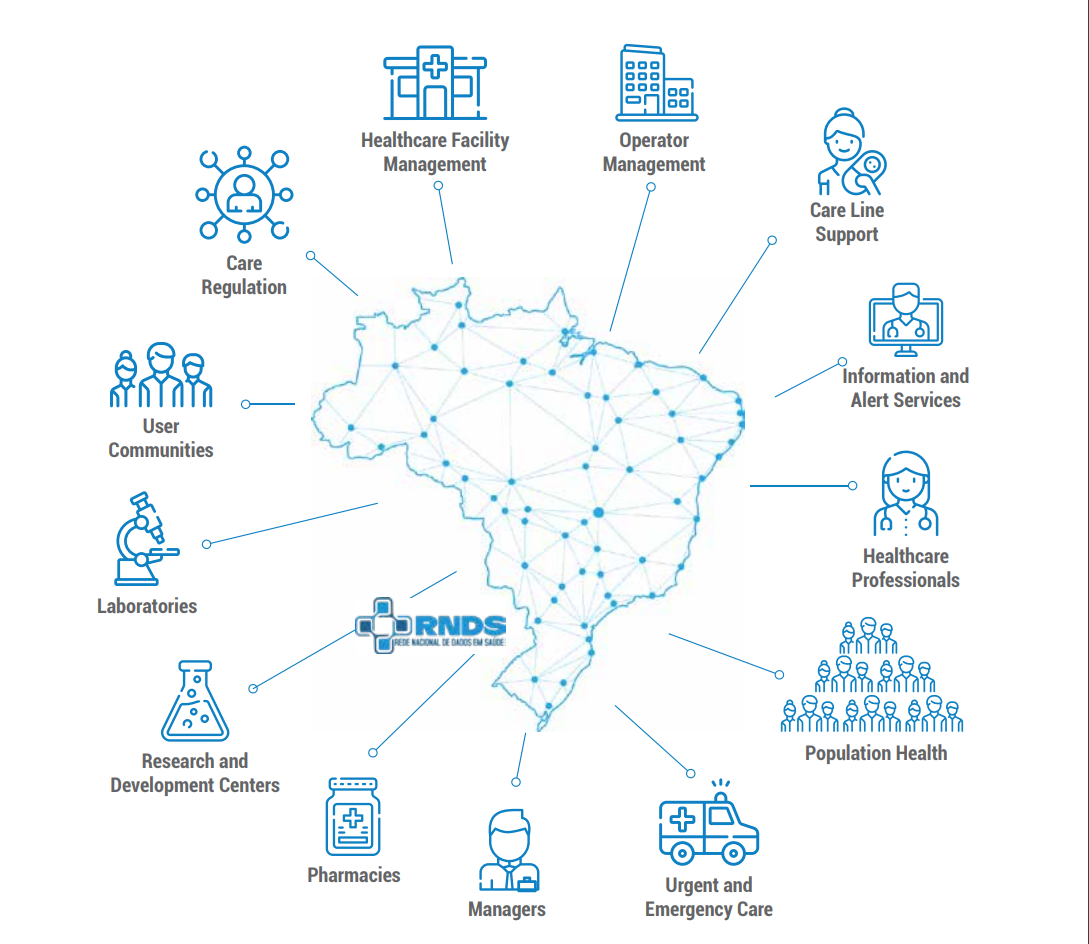 Healthcare Facility
Management
Operator
Management
Care Line
Support
Care
Regulation
Information and
Alert Services
User
Communities
Healthcare
Professionals
Laboratories
RNDS
REDE NACIONAL DE DADOS EM SAÚDE
Population Health
Research and
Development Centers
Pharmacies
Urgent and
Emergency Care
Managers